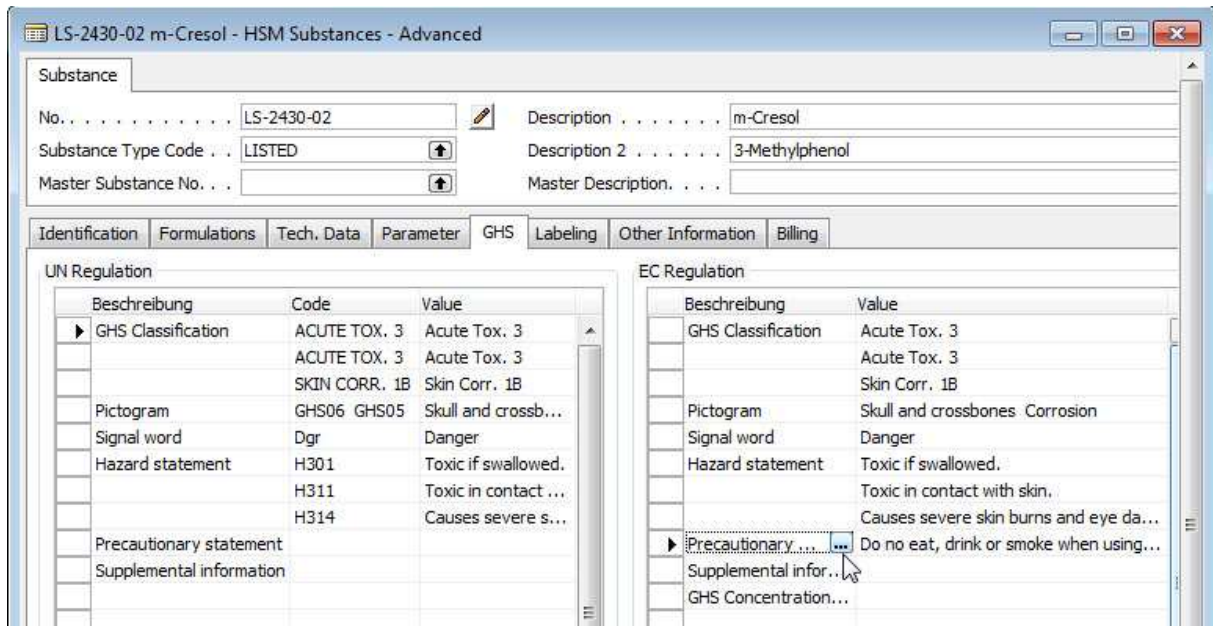 LS-2430-02 m-Cresol - HSM Substances - Advanced
Substance
No. . . . . . . . . . . . . LS-2430-02 Description . . . . . . . m-Cresol
Substance Type Code . . LISTED Description 2 . . . . . . 3-Methylphenol
Master Substance No. . . Master Description. . . .
Identification Formulations Tech. Data Parameter GHS Labeling Other Information Billing
UN Regulation EC Regulation
Beschreibung Code Value Beschreibung Value
GHS Classification ACUTE TOX. 3 Acute Tox. 3 GHS Classification Acute Tox. 3
ACUTE TOX. 3 Acute Tox. 3 Acute Tox. 3
SKIN CORR. 1B Skin Corr. 1B Skin Corr. 1B
Pictogram GHS06 GHS05 Skull and crossb... Pictogram Skull and crossbones Corrosion
Signal word Dgr Danger Signal word Danger
Hazard statement H301 Toxic if swallowed. Hazard statement Toxic if swallowed.
H311 Toxic in contact ... Toxic in contact with skin.
H314 Causes severe s... Causes severe skin burns and eye da...
Precautionary statement Precautionary ... ... Do no eat, drink or smoke when using...
Supplemental information Supplemental infor...
GHS Concentration...